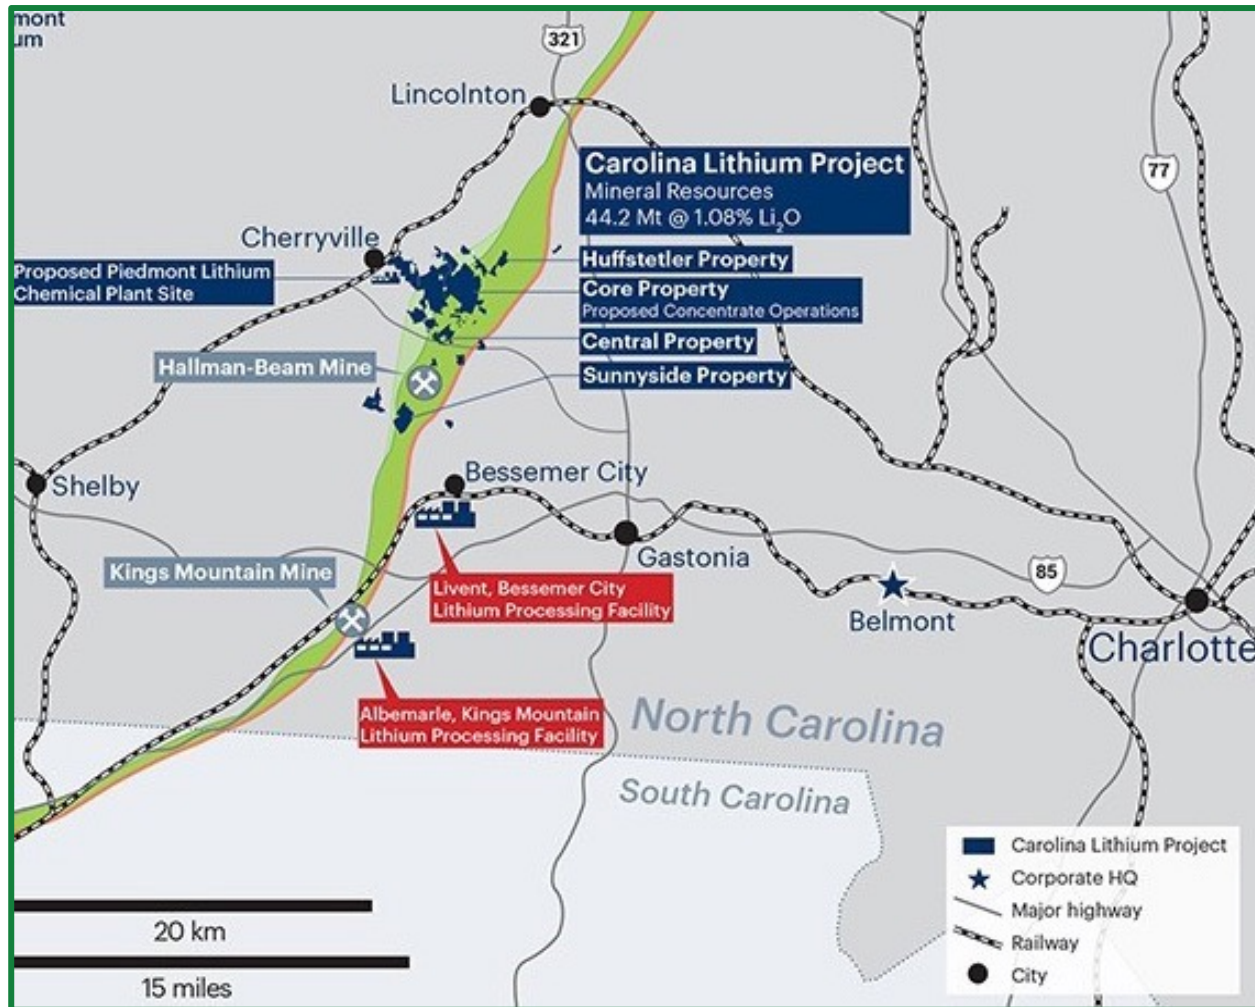 mont
um
321
Lincolnton
Carolina Lithium Project
Mineral Resources
44.2 Mt @ 1.08% Li₂O
77
Cherryville
Huffstetler Property
Proposed Piedmont Lithium
Chemical Plant Site
Core Property
Proposed Concentrate Operations
Central Property
Hallman-Beam Mine
Sunnyside Property
Shelby
Bessemer City
Gastonia
Kings Mountain Mine
85
Livent, Bessemer City
Lithium Processing Facility
Belmont
Charlotte
Albemarle, Kings Mountain
Lithium Processing Facility
North Carolina
South Carolina
Carolina Lithium Project
Corporate HQ
Major highway
Railway
City
20 km
15 miles